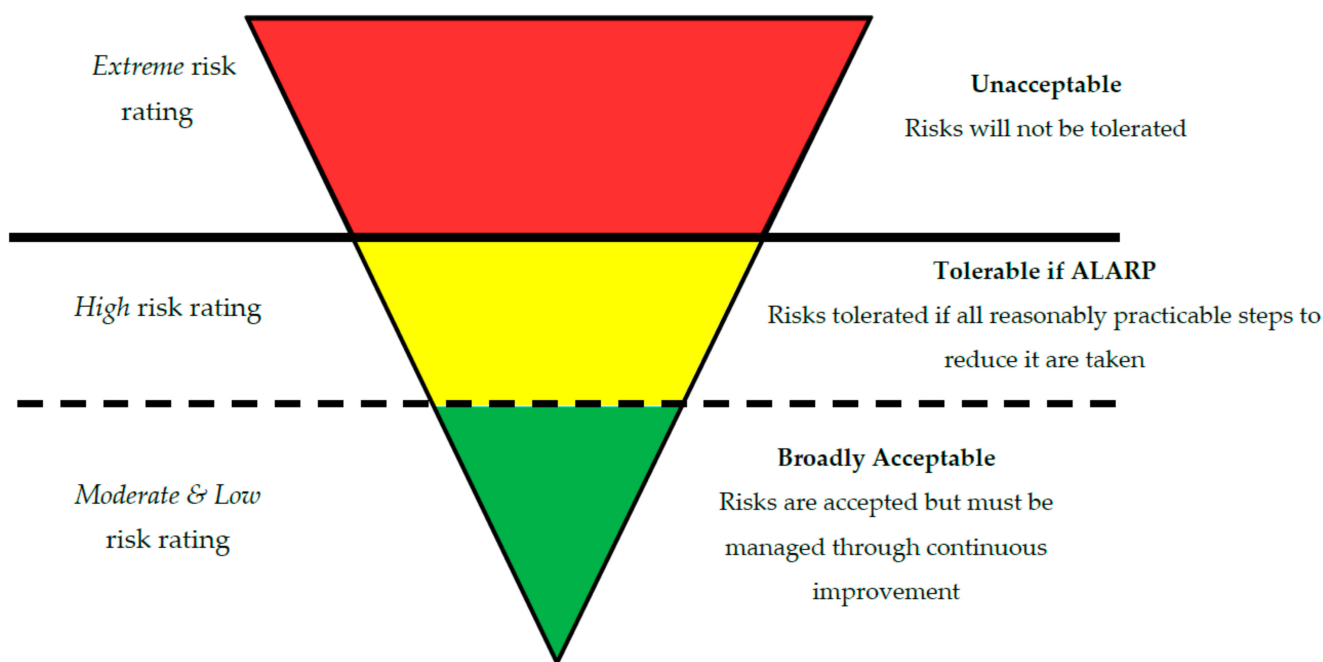 Extreme risk
rating
Unacceptable
Risks will not be tolerated
High risk rating
Tolerable if ALARP
Risks tolerated if all reasonably practicable steps to
reduce it are taken
Moderate & Low
risk rating
Broadly Acceptable
Risks are accepted but must be
managed through continuous
improvement